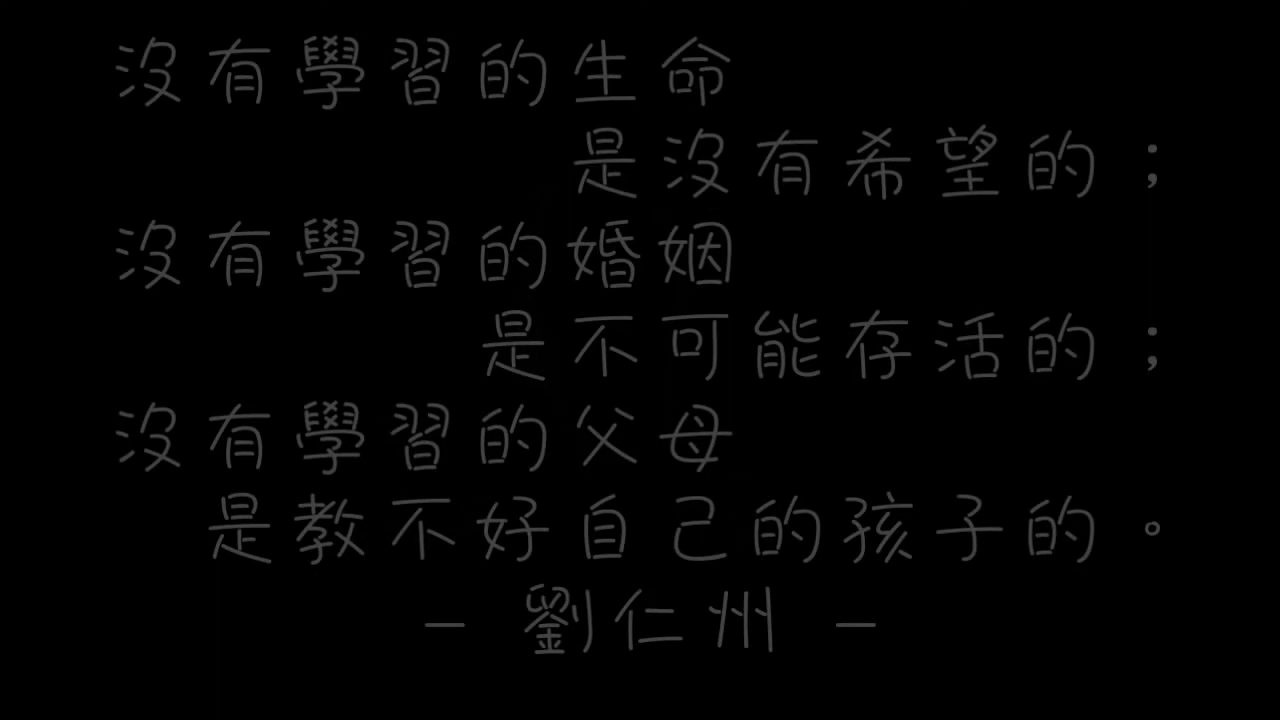 沒有學習的生命
是沒有希望的；
沒有學習的婚姻
是不可能存活的；
沒有學習的父母
是教不好自己的孩子的。
– 劉仁州 –